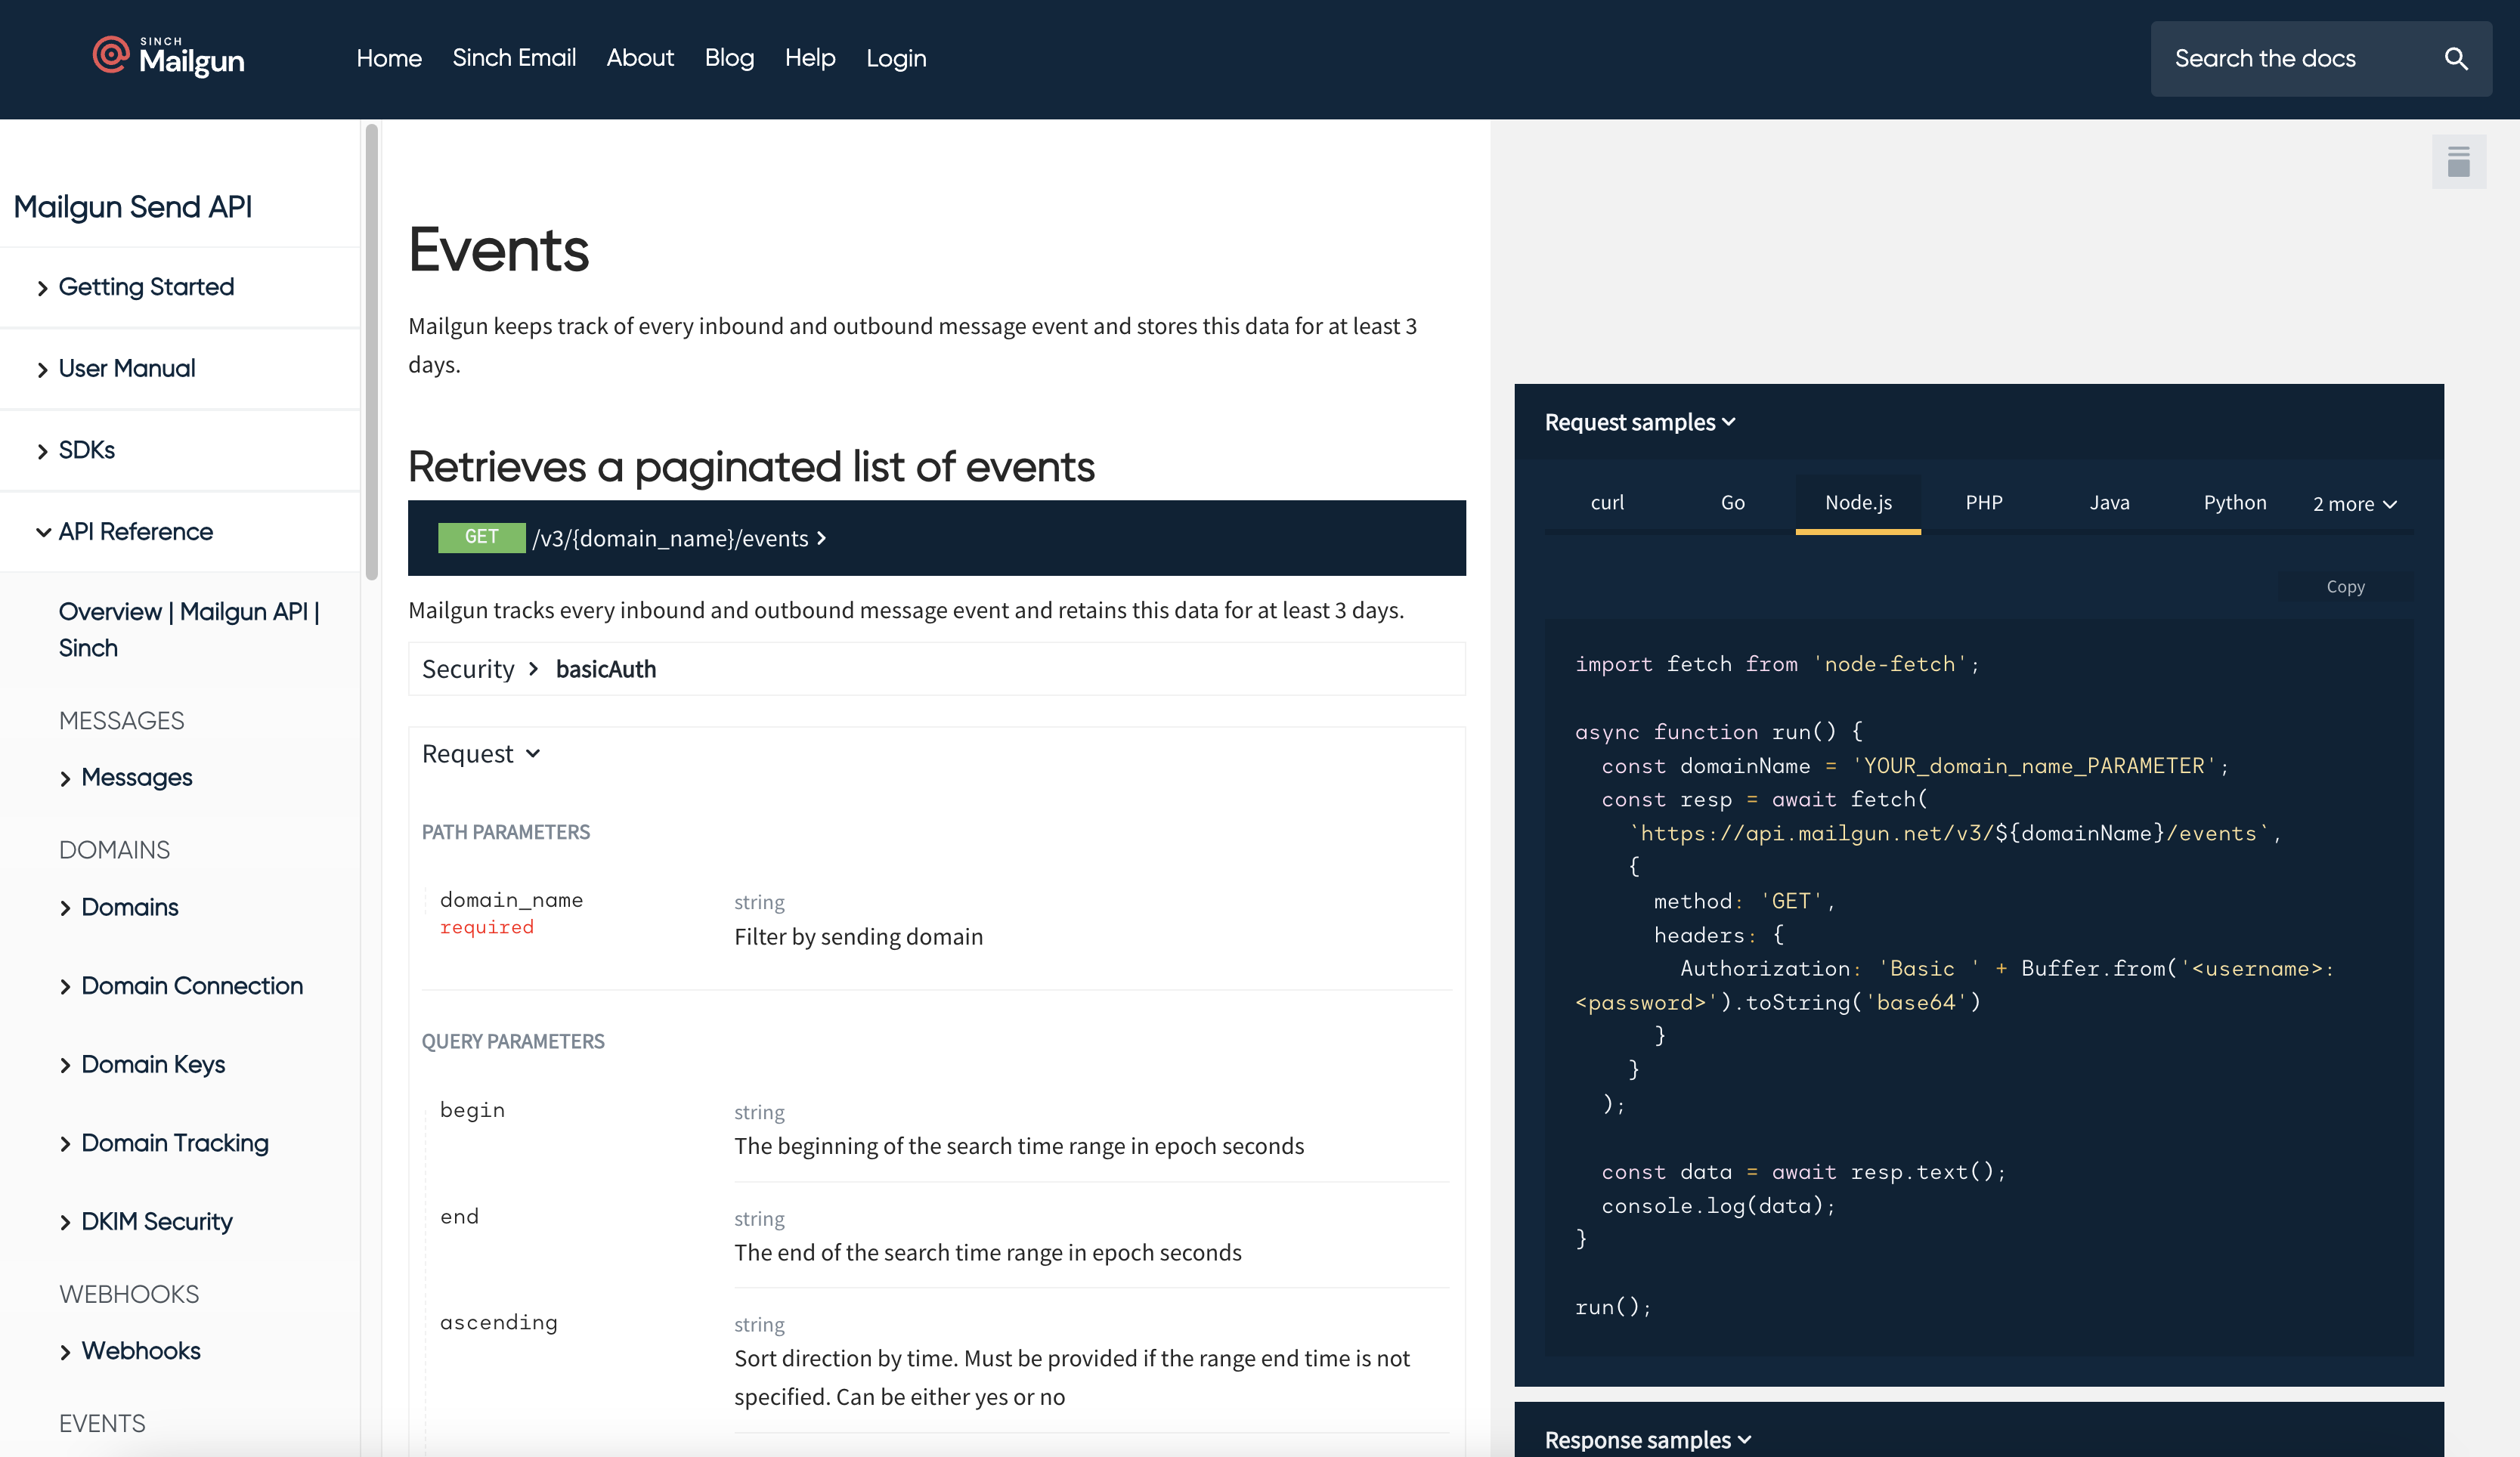 SINCH
Mailgun
Home
Sinch Email
About
Blog
Help
Login
Search the docs
Mailgun Send API
Getting Started
User Manual
SDKs
API Reference
Overview | Mailgun API |
Sinch
MESSAGES
Messages
DOMAINS
Domains
Domain Connection
Domain Keys
Domain Tracking
DKIM Security
WEBHOOKS
Webhooks
EVENTS
Events
Mailgun keeps track of every inbound and outbound message event and stores this data for at least 3
days.
Retrieves a paginated list of events
GET /v3/{domain_name}/events
Mailgun tracks every inbound and outbound message event and retains this data for at least 3 days.
Security > basicAuth
Request
PATH PARAMETERS
domain_name
required
string
Filter by sending domain
QUERY PARAMETERS
begin
string
The beginning of the search time range in epoch seconds
end
string
The end of the search time range in epoch seconds
ascending
string
Sort direction by time. Must be provided if the range end time is not
specified. Can be either yes or no
Request samples
curl
Go
Node.js
PHP
Java
Python
2 more
Copy
import fetch from 'node-fetch';
async function run() {
  const domainName = 'YOUR_domain_name_PARAMETER';
  const resp = await fetch(
    `https://api.mailgun.net/v3/${domainName}/events`,
    {
      method: 'GET',
      headers: {
        Authorization: 'Basic ' + Buffer.from('<username>:
<password>').toString('base64')
      }
    }
  );
  const data = await resp.text();
  console.log(data);
}
run();
Response samples